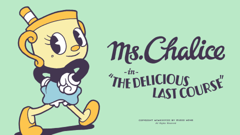 Ms. Chalice
-in-
"THE DELICIOUS
LAST COURSE"